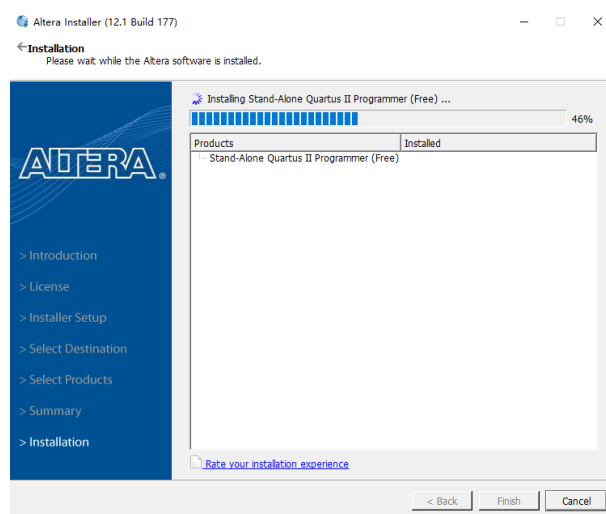 Altera Installer (12.1 Build 177)
Installation
Please wait while the Altera software is installed.
Installing Stand-Alone Quartus II Programmer (Free) ...
46%
Products Installed
Stand-Alone Quartus II Programmer (Free)
ALTERA®
> Introduction
> License
> Installer Setup
> Select Destination
> Select Products
> Summary
> Installation
Rate your installation experience
< Back Finish Cancel